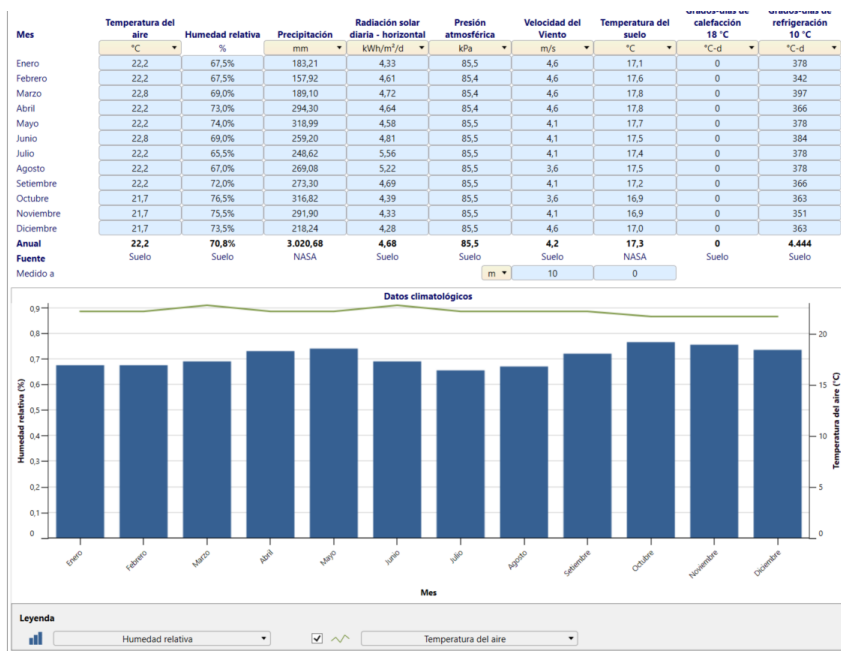 Grados-días de Grados-días de
Temperatura del Radiación solar Presión Velocidad del Temperatura del calefacción refrigeración
Mes aire Humedad relativa Precipitación diaria - horizontal atmosférica Viento suelo 18 °C 10 °C
°C % mm kWh/m²/d kPa m/s °C °C-d °C-d
Enero 22,2 67,5% 183,21 4,33 85,5 4,6 17,1 0 378
Febrero 22,2 67,5% 157,92 4,61 85,4 4,6 17,6 0 342
Marzo 22,8 69,0% 189,10 4,72 85,4 4,6 17,8 0 397
Abril 22,2 73,0% 294,30 4,64 85,4 4,6 17,8 0 366
Mayo 22,2 74,0% 318,99 4,58 85,5 4,1 17,7 0 378
Junio 22,8 69,0% 259,20 4,81 85,5 4,1 17,5 0 384
Julio 22,2 65,5% 248,62 5,56 85,5 4,1 17,4 0 378
Agosto 22,2 67,0% 269,08 5,22 85,5 3,6 17,4 0 378
Setiembre 22,2 72,0% 273,30 4,69 85,5 4,1 17,2 0 366
Octubre 21,7 76,5% 316,82 4,39 85,5 3,6 16,9 0 363
Noviembre 21,7 75,5% 291,90 4,33 85,5 4,1 16,9 0 351
Diciembre 21,7 73,5% 218,24 4,28 85,5 4,6 17,0 0 363
Anual 22,2 70,8% 3.020,68 4,68 85,5 4,2 17,3 0 4.444
Fuente Suelo Suelo NASA Suelo Suelo Suelo NASA Suelo Suelo
Medido a m 10 0
Datos climatológicos
0,9
0,8
0,7
0,6
0,5
0,4
0,3
0,2
0,1
0
Humedad relativa (%)
20
15
10
5
0
Temperatura del aire (°C)
Enero Febrero Marzo Abril Mayo Junio Julio Agosto Setiembre Octubre Noviembre Diciembre
Mes
Leyenda
Humedad relativa Temperatura del aire